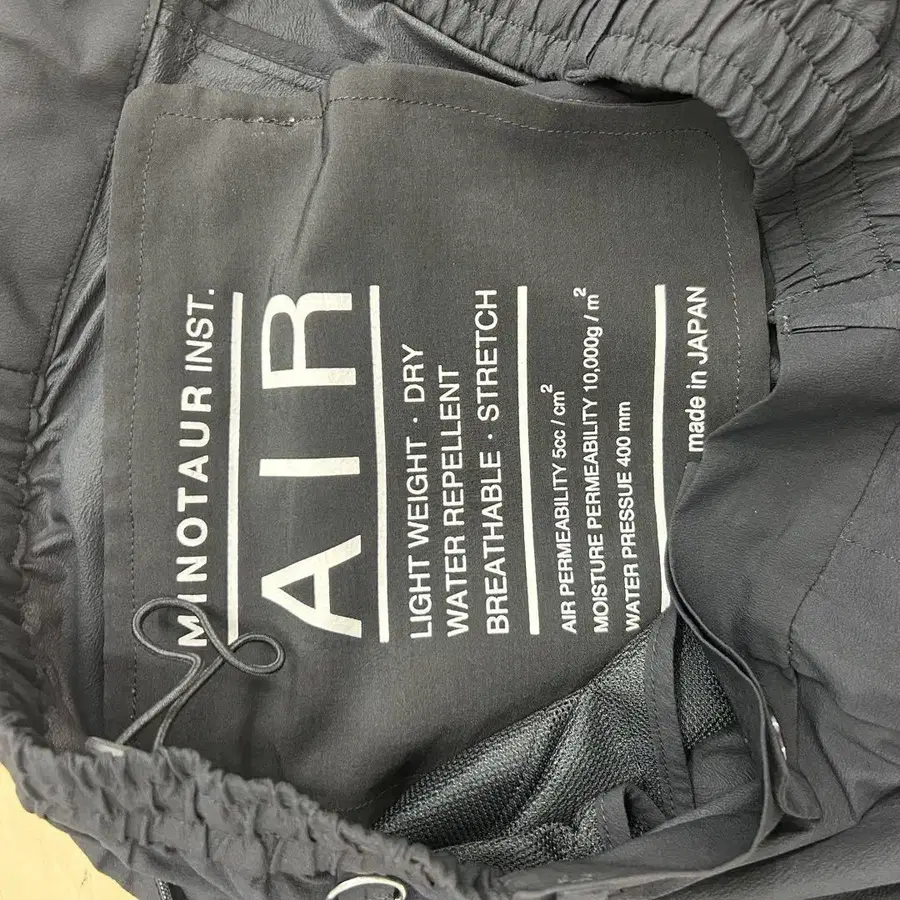 MINOTAUR INST.
AIR
LIGHT WEIGHT · DRY
WATER REPELLENT
BREATHABLE · STRETCH
AIR PERMEABILITY 5cc / cm²
MOISTURE PERMEABILITY 10,000g / m²
WATER PRESSUE 400 mm
made in JAPAN